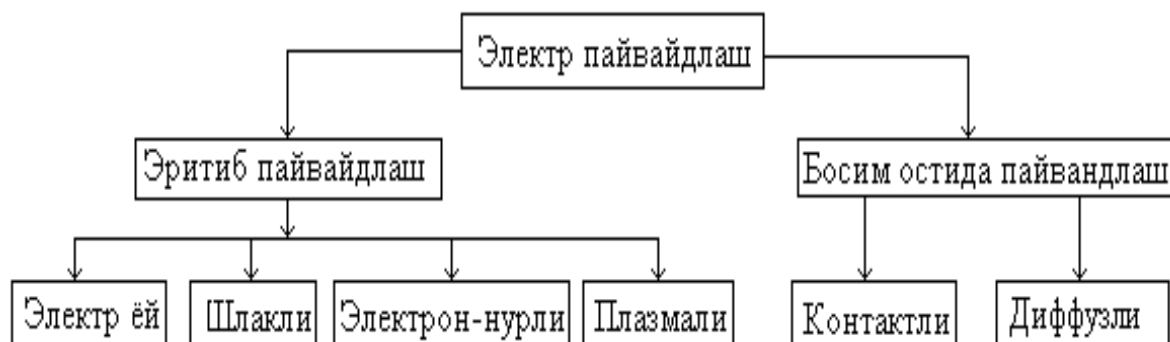 Электр пайвайдлаш
Эритиб пайвайдлаш
Босим остида пайвандлаш
Электр ёй
Шлакли
Электрон-нурли
Плазмали
Контактли
Диффузли